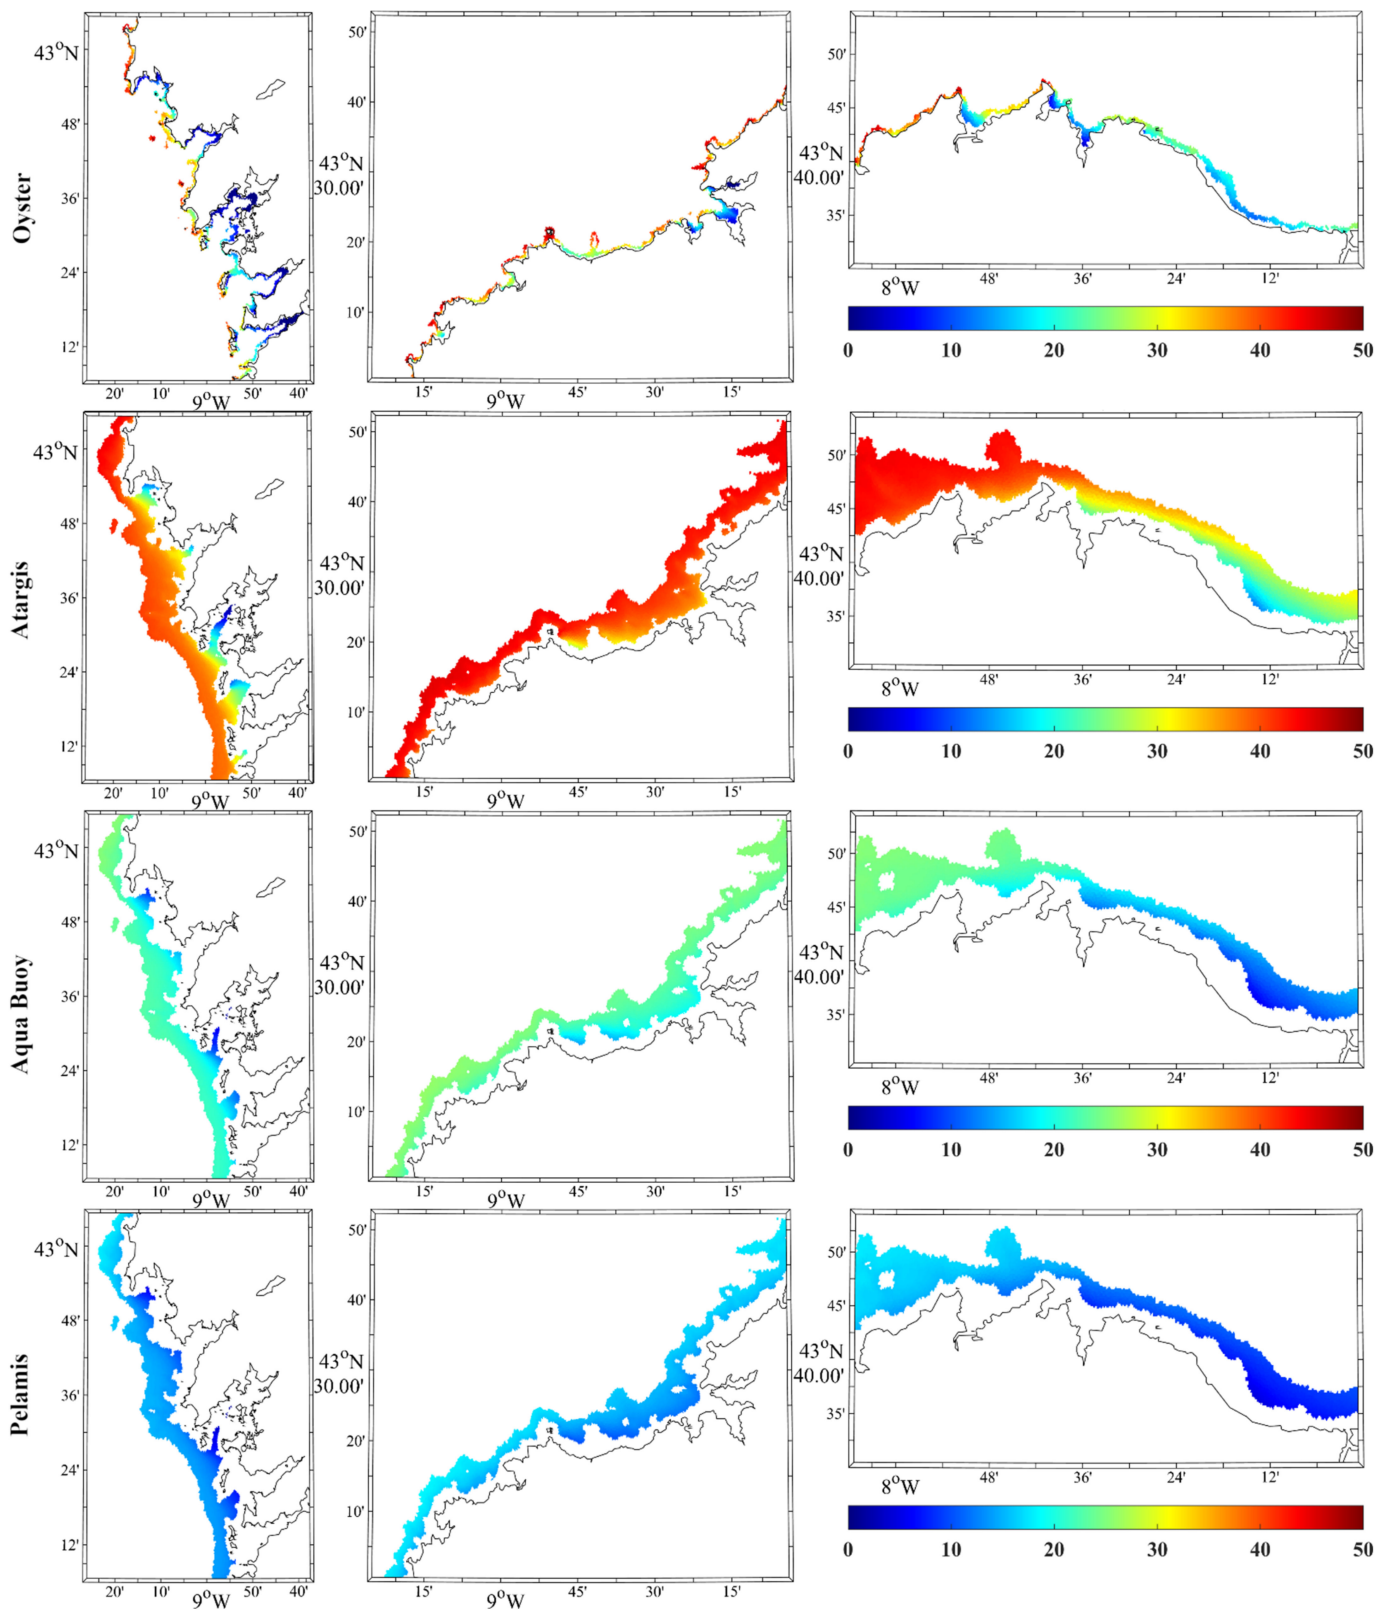 Oyster
43°N
48'
36'
24'
12'
20' 10' 9°W 50' 40'
50'
40'
43°N
30.00'
20'
10'
15' 9°W 45' 30' 15'
50'
45'
43°N
40.00'
35'
8°W 48' 36' 24' 12'
0 10 20 30 40 50
Atargis
43°N
48'
36'
24'
12'
20' 10' 9°W 50' 40'
50'
40'
43°N
30.00'
20'
10'
15' 9°W 45' 30' 15'
50'
45'
43°N
40.00'
35'
8°W 48' 36' 24' 12'
0 10 20 30 40 50
Aqua Buoy
43°N
48'
36'
24'
12'
20' 10' 9°W 50' 40'
50'
40'
43°N
30.00'
20'
10'
15' 9°W 45' 30' 15'
50'
45'
43°N
40.00'
35'
8°W 48' 36' 24' 12'
0 10 20 30 40 50
Pelamis
43°N
48'
36'
24'
12'
20' 10' 9°W 50' 40'
50'
40'
43°N
30.00'
20'
10'
15' 9°W 45' 30' 15'
50'
45'
43°N
40.00'
35'
8°W 48' 36' 24' 12'
0 10 20 30 40 50